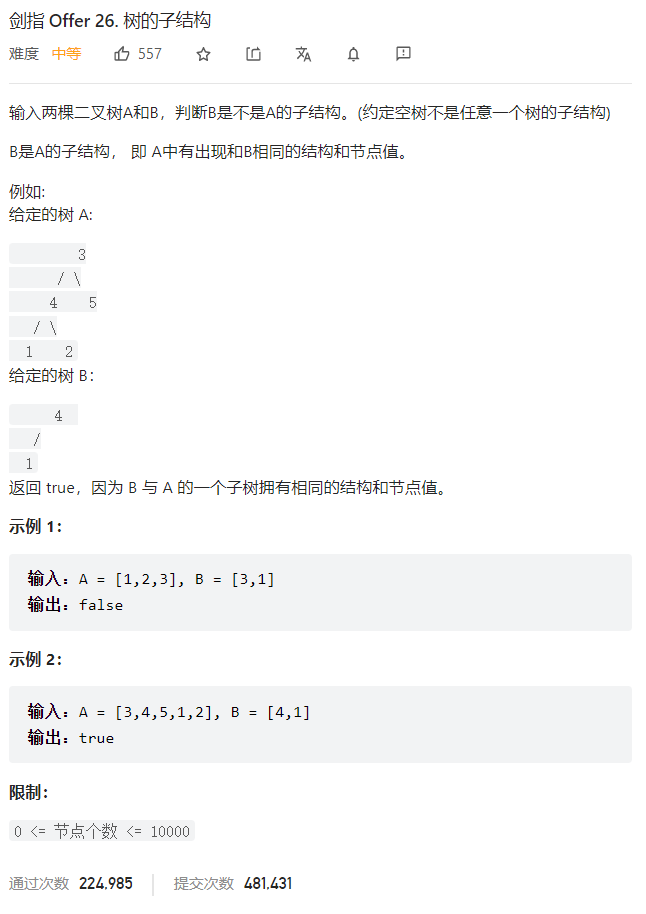 剑指 Offer 26. 树的子结构
难度 中等 557
输入两棵二叉树A和B，判断B是不是A的子结构。(约定空树不是任意一个树的子结构)
B是A的子结构， 即 A中有出现和B相同的结构和节点值。
例如:
给定的树 A:
3
/ \
4 5
/ \
1 2
给定的树 B：
4
/
1
返回 true，因为 B 与 A 的一个子树拥有相同的结构和节点值。
示例 1：
输入：A = [1,2,3], B = [3,1]
输出：false
示例 2：
输入：A = [3,4,5,1,2], B = [4,1]
输出：true
限制：
0 <= 节点个数 <= 10000
通过次数 224,985 提交次数 481,431